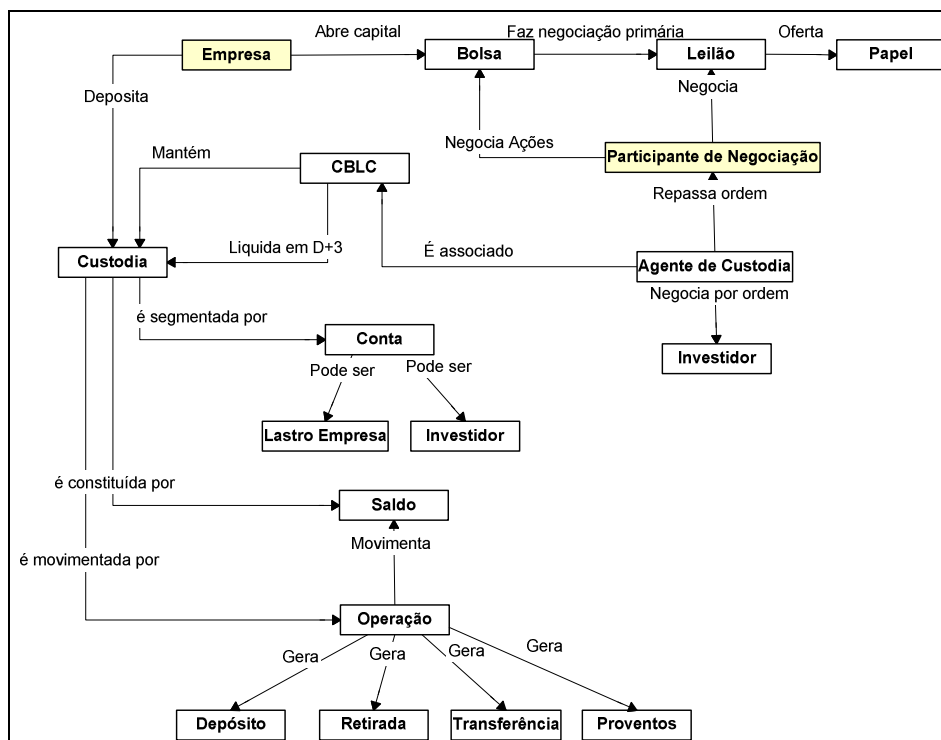 Abre capital
Faz negociação primária
Oferta
Empresa
Bolsa
Leilão
Papel
Negocia
Deposita
Negocia Ações
Participante de Negociação
Mantém
CBLC
Repassa ordem
Liquida em D+3
É associado
Custodia
Agente de Custodia
Negocia por ordem
é segmentada por
Conta
Investidor
Pode ser
Pode ser
Lastro Empresa
Investidor
é constituída por
Saldo
Movimenta
é movimentada por
Operação
Gera
Gera
Gera
Gera
Depósito
Retirada
Transferência
Proventos